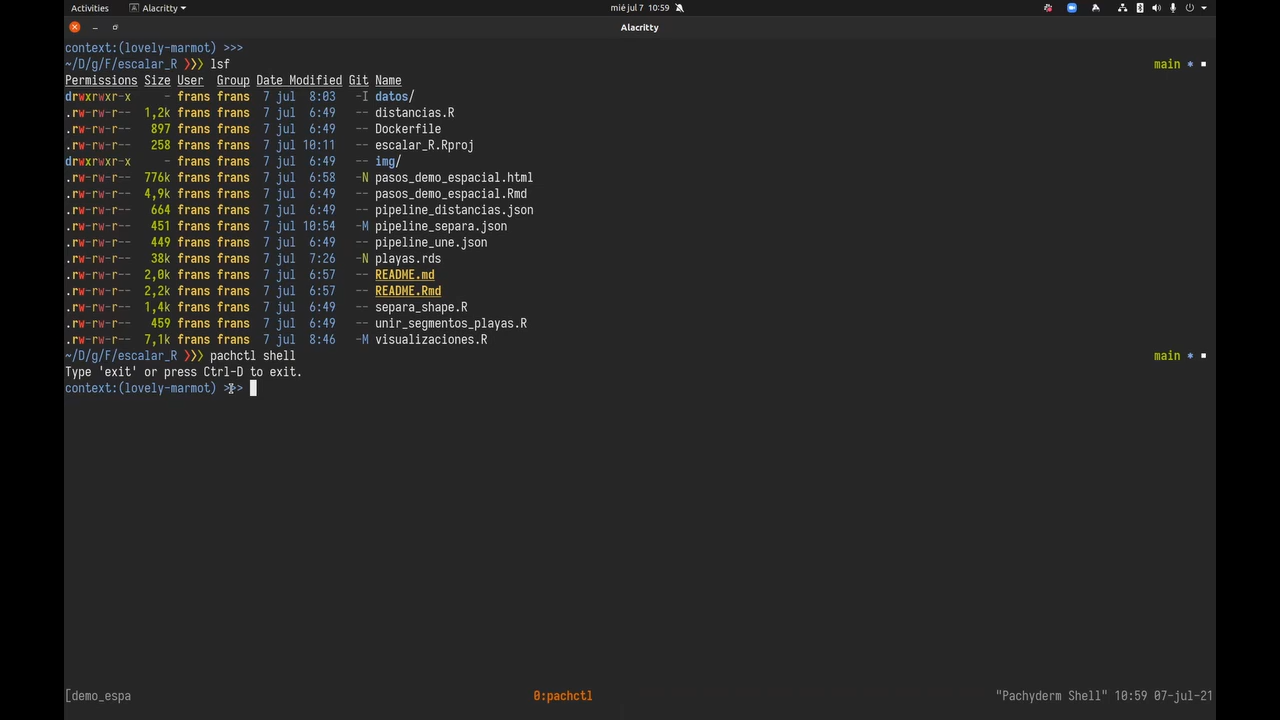 Activities Alacritty mié jul 7 10:59
Alacritty
context:(lovely-marmot) >>>
~/D/g/F/escalar_R ❯❯❯ lsf main *
Permissions Size User Group Date Modified Git Name
drwxrwxr-x - frans frans 7 jul 8:03 -I datos/
.rw-rw-r-- 1,2k frans frans 7 jul 6:49 -- distancias.R
.rw-rw-r-- 897 frans frans 7 jul 6:49 -- Dockerfile
.rw-rw-r-- 258 frans frans 7 jul 10:11 -- escalar_R.Rproj
drwxrwxr-x - frans frans 7 jul 6:49 -- img/
.rw-rw-r-- 776k frans frans 7 jul 6:58 -N pasos_demo_espacial.html
.rw-rw-r-- 4,9k frans frans 7 jul 6:49 -- pasos_demo_espacial.Rmd
.rw-rw-r-- 664 frans frans 7 jul 6:49 -- pipeline_distancias.json
.rw-rw-r-- 451 frans frans 7 jul 10:54 -M pipeline_separa.json
.rw-rw-r-- 449 frans frans 7 jul 6:49 -- pipeline_une.json
.rw-rw-r-- 38k frans frans 7 jul 7:26 -N playas.rds
.rw-rw-r-- 2,0k frans frans 7 jul 6:57 -- README.md
.rw-rw-r-- 2,2k frans frans 7 jul 6:57 -- README.Rmd
.rw-rw-r-- 1,4k frans frans 7 jul 6:49 -- separa_shape.R
.rw-rw-r-- 459 frans frans 7 jul 6:49 -- unir_segmentos_playas.R
.rw-rw-r-- 7,1k frans frans 7 jul 8:46 -M visualizaciones.R
~/D/g/F/escalar_R ❯❯❯ pachctl shell main *
Type 'exit' or press Ctrl-D to exit.
context:(lovely-marmot) >>>
[demo_espa 0:pachctl "Pachyderm Shell" 10:59 07-jul-21